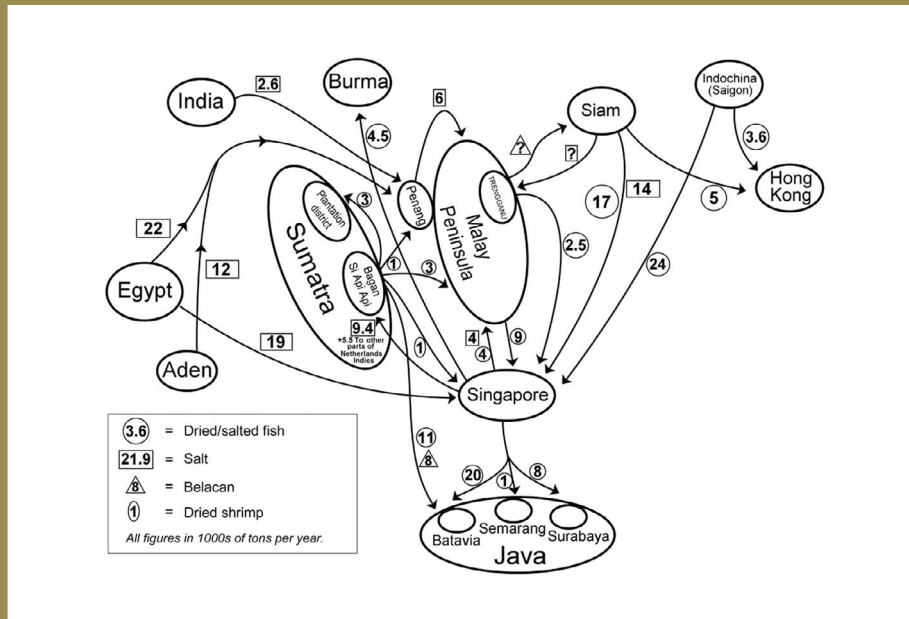 Burma
India
2.6
6
Indochina
(Saigon)
Siam
4.5
?
?
3.6
Plantation
district
3
Penang
TRENGGANU
Hong
Kong
17
14
5
22
Sumatra
Malay
Peninsula
2.5
12
Bagan
Si Api Api
1
3
24
Egypt
9.4
+5.5 To other
parts of
Netherlands
Indies
19
1
4
4
9
Aden
Singapore
3.6 = Dried/salted fish
21.9 = Salt
8 = Belacan
1 = Dried shrimp
All figures in 1000s of tons per year.
11
8
20
1
8
Batavia
Semarang
Surabaya
Java